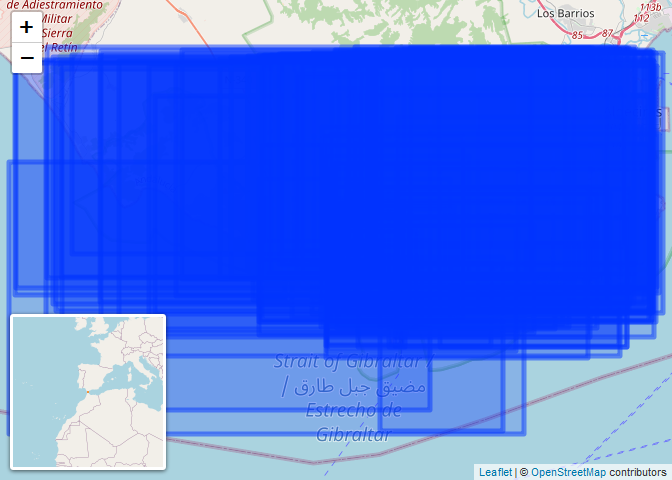 de Adiestramiento
Militar
Sierra
el Retín
+
−
Los Barrios
113b
112
85
87
Strait of Gibraltar /
مضيق جبل طارق /
Estrecho de
Gibraltar
Leaflet | © OpenStreetMap contributors